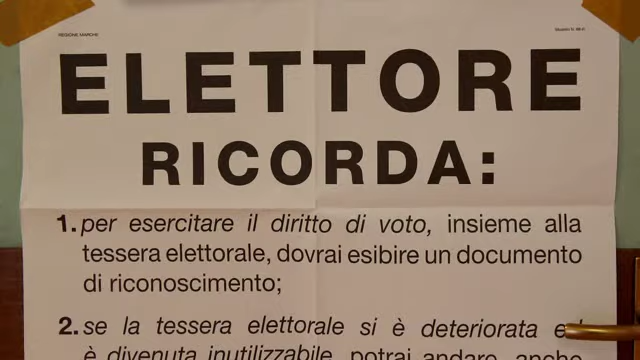 REGIONE MARCHE
ELETTORE
RICORDA:
1. per esercitare il diritto di voto, insieme alla
tessera elettorale, dovrai esibire un documento
di riconoscimento;
2. se la tessera elettorale si è deteriorata ed
è divenuta inutilizzabile, potrai andare, anche